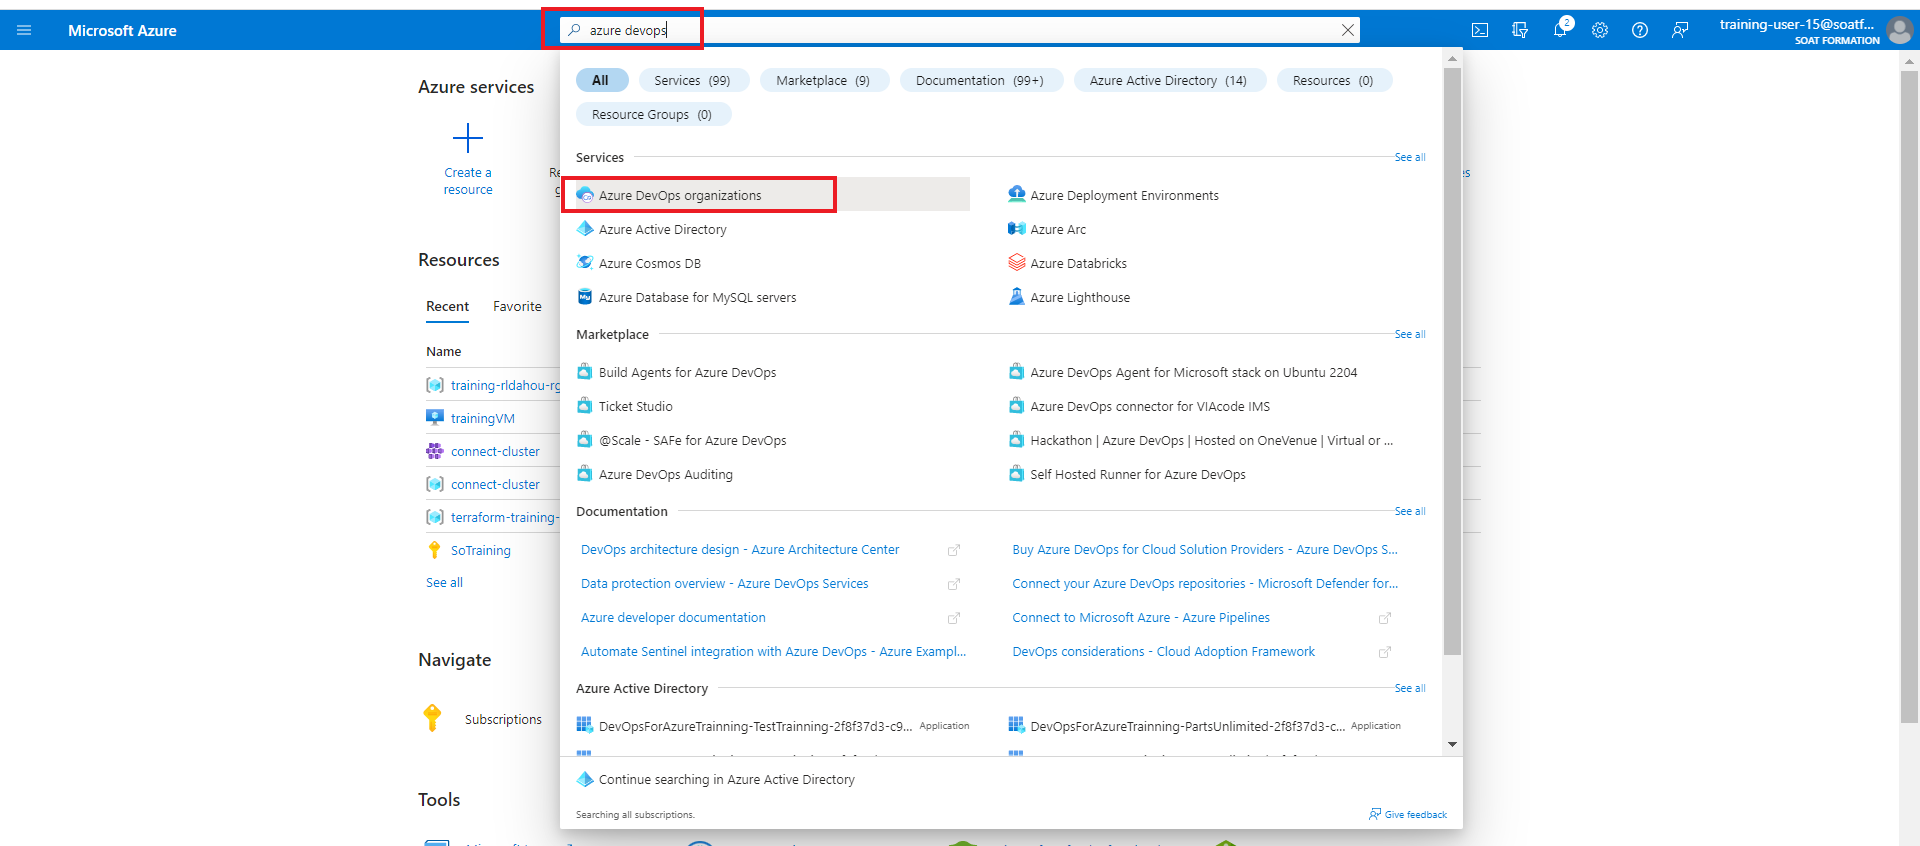 Microsoft Azure
azure devops
2
training-user-15@soatf...
SOAT FORMATION
Azure services
Create a
resource
Re
g
es
Resources
Recent Favorite
Name
training-rldahou-rg
trainingVM
connect-cluster
connect-cluster
terraform-training-
SoTraining
See all
Navigate
Subscriptions
Tools
All Services (99) Marketplace (9) Documentation (99+) Azure Active Directory (14) Resources (0)
Resource Groups (0)
Services See all
Azure DevOps organizations Azure Deployment Environments
Azure Active Directory Azure Arc
Azure Cosmos DB Azure Databricks
Azure Database for MySQL servers Azure Lighthouse
Marketplace See all
Build Agents for Azure DevOps Azure DevOps Agent for Microsoft stack on Ubuntu 2204
Ticket Studio Azure DevOps connector for VIAcode IMS
@Scale - SAFe for Azure DevOps Hackathon | Azure DevOps | Hosted on OneVenue | Virtual or ...
Azure DevOps Auditing Self Hosted Runner for Azure DevOps
Documentation See all
DevOps architecture design - Azure Architecture Center Buy Azure DevOps for Cloud Solution Providers - Azure DevOps S...
Data protection overview - Azure DevOps Services Connect your Azure DevOps repositories - Microsoft Defender for...
Azure developer documentation Connect to Microsoft Azure - Azure Pipelines
Automate Sentinel integration with Azure DevOps - Azure Exampl... DevOps considerations - Cloud Adoption Framework
Azure Active Directory See all
DevOpsForAzureTrainning-TestTrainning-2f8f37d3-c9... Application DevOpsForAzureTrainning-PartsUnlimited-2f8f37d3-c... Application
Continue searching in Azure Active Directory
Searching all subscriptions. Give feedback